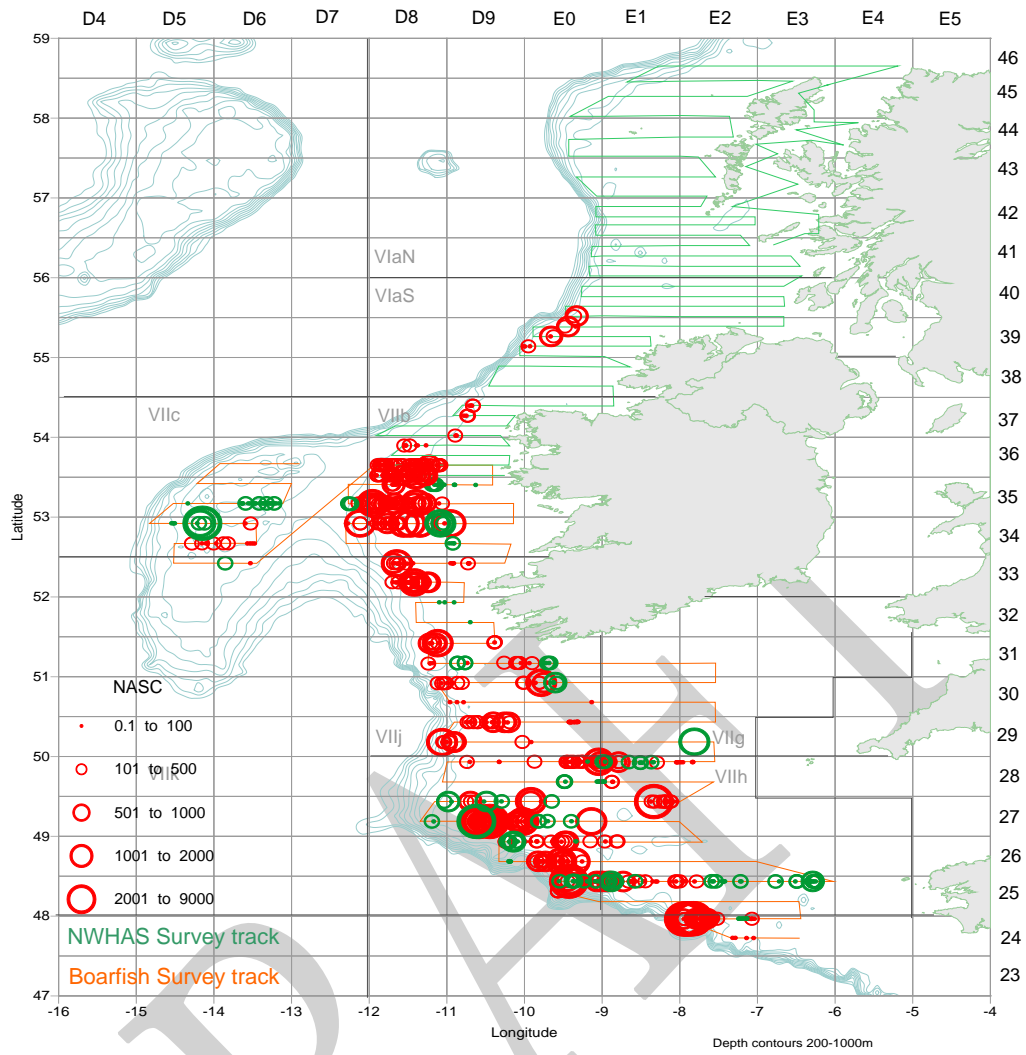 D4 D5 D6 D7 D8 D9 E0 E1 E2 E3 E4 E5
59
58
57
56
55
54
53
52
51
50
49
48
47
Latitude
46
45
44
43
42
41
40
39
38
37
36
35
34
33
32
31
30
29
28
27
26
25
24
23
VIaN
VIaS
VIIc
VIIb
VIIj
VIIg
VIIh
NASC
0.1 to 100
101 to 500
501 to 1000
1001 to 2000
2001 to 9000
NWHAS Survey track
Boarfish Survey track
-16 -15 -14 -13 -12 -11 -10 -9 -8 -7 -6 -5 -4
Longitude
Depth contours 200-1000m